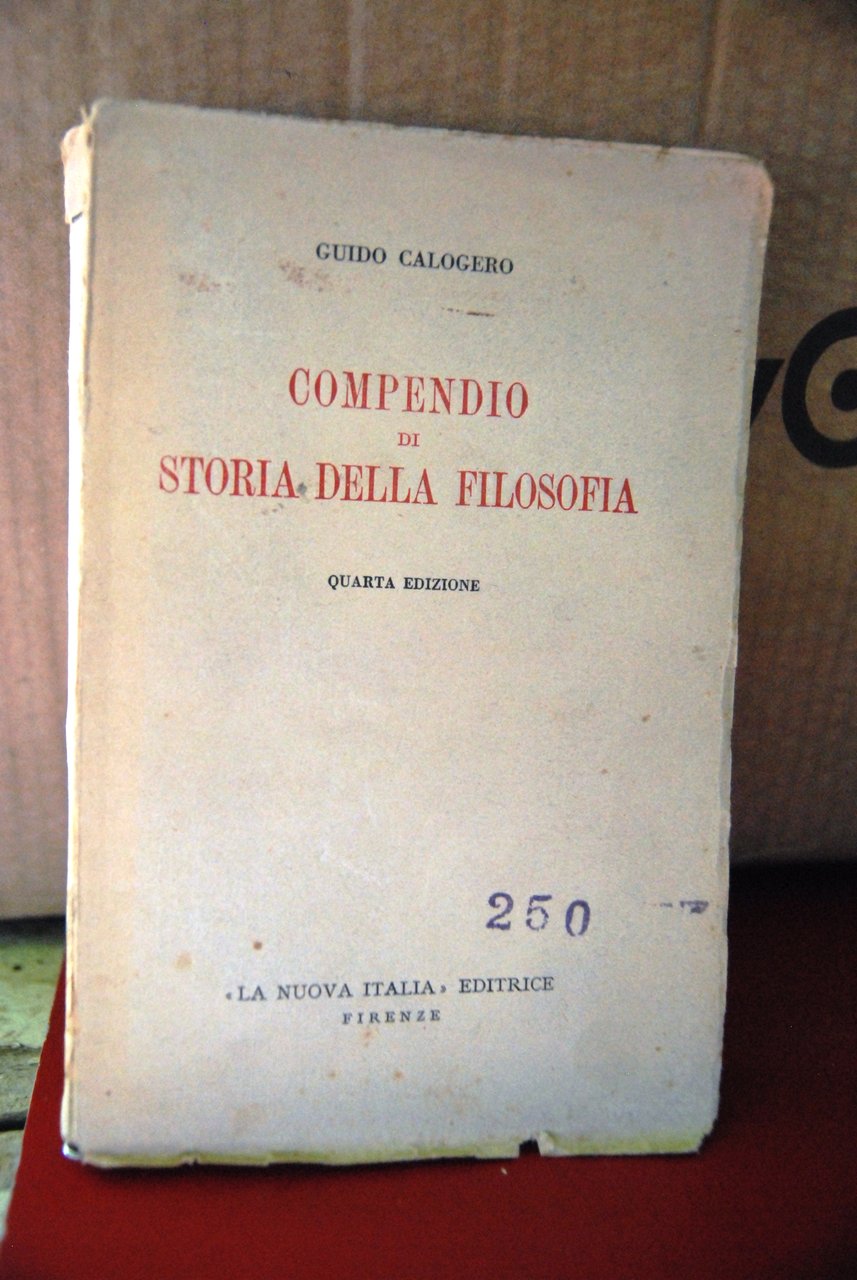 GUIDO CALOGERO
COMPENDIO
DI
STORIA DELLA FILOSOFIA
QUARTA EDIZIONE
250
«LA NUOVA ITALIA» EDITRICE
FIRENZE